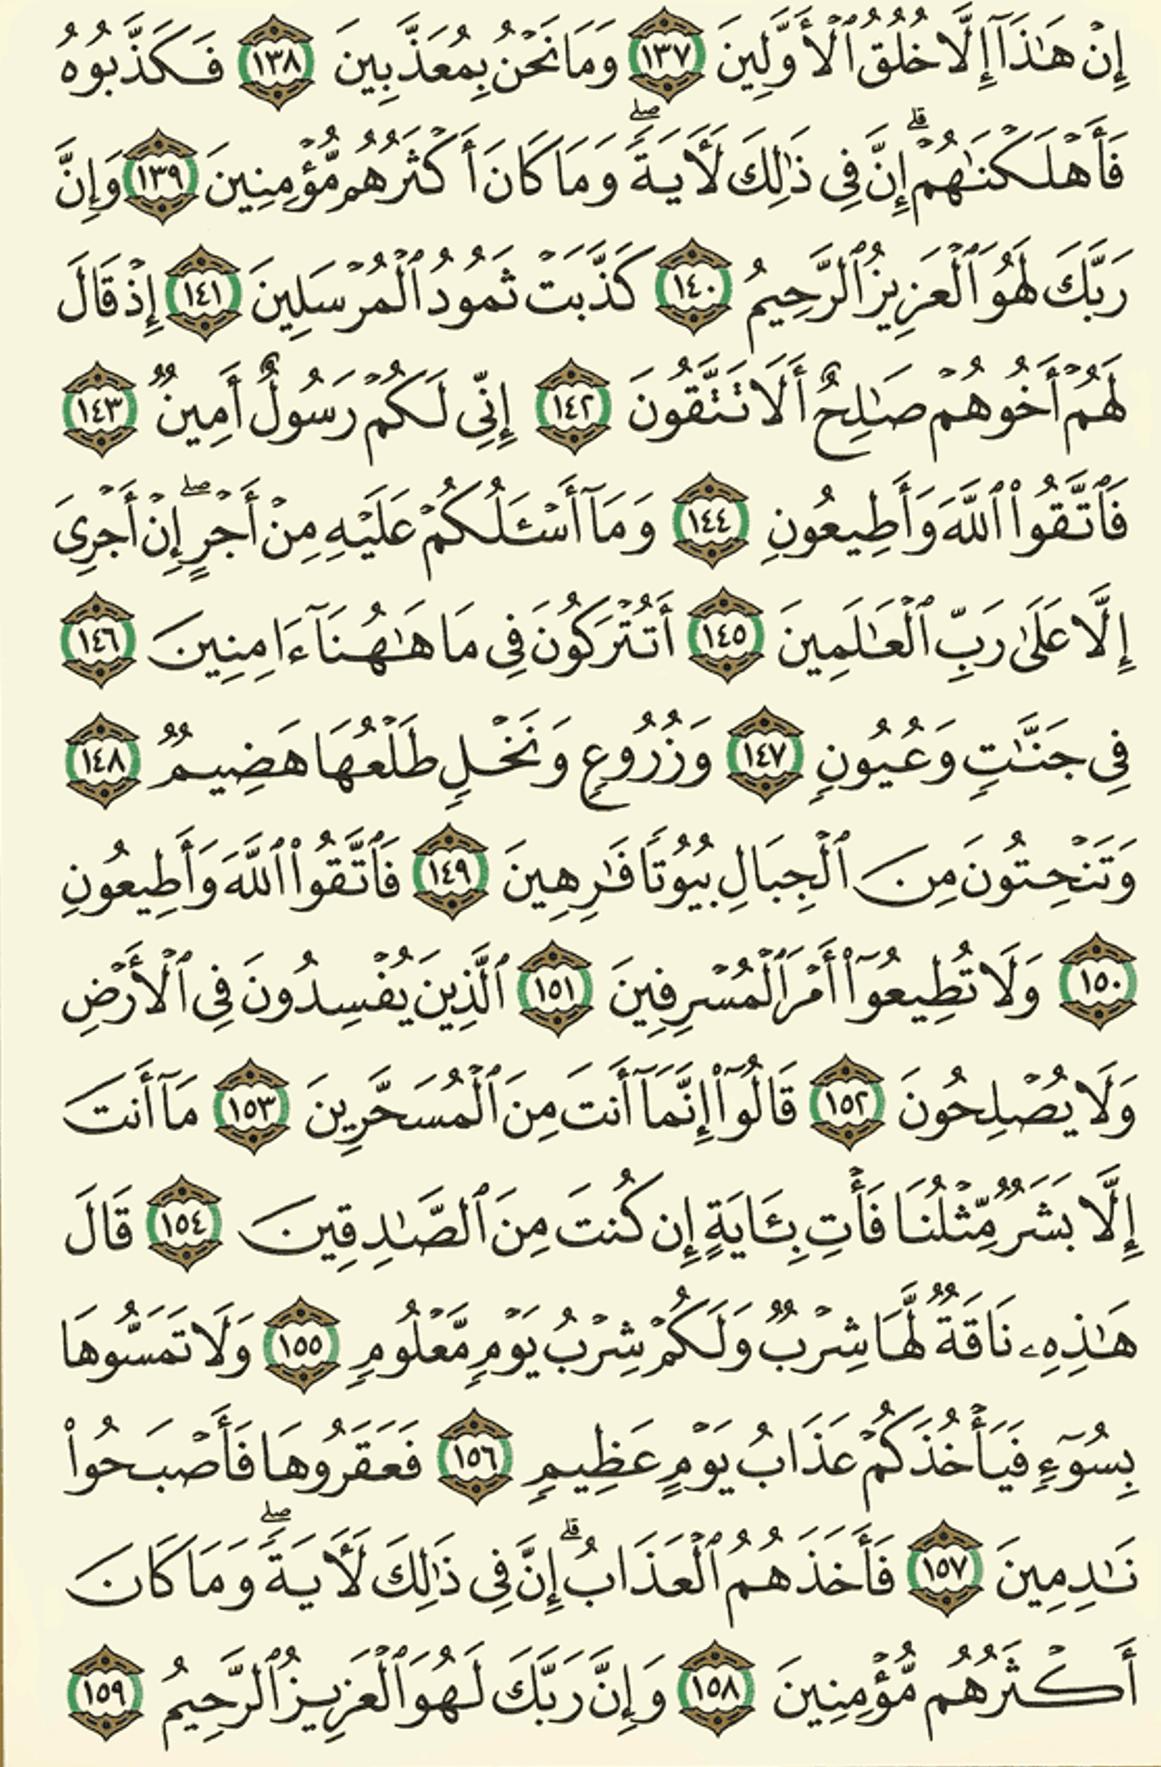 إِنْ هَـٰذَآ إِلَّا خُلُقُ ٱلْأَوَّلِينَ ١٣٧ وَمَا نَحْنُ بِمُعَذَّبِينَ ١٣٨ فَكَذَّبُوهُ
فَأَهْلَكْنَـٰهُمْ ۗ إِنَّ فِى ذَٰلِكَ لَـَٔايَةً ۖ وَمَا كَانَ أَكْثَرُهُم مُّؤْمِنِينَ ١٣٩ وَإِنَّ
رَبَّكَ لَهُوَ ٱلْعَزِيزُ ٱلرَّحِيمُ ١٤٠ كَذَّبَتْ ثَمُودُ ٱلْمُرْسَلِينَ ١٤١ إِذْ قَالَ
لَهُمْ أَخُوهُمْ صَـٰلِحٌ أَلَا تَتَّقُونَ ١٤٢ إِنِّى لَكُمْ رَسُولٌ أَمِينٌ ١٤٣
فَٱتَّقُوا۟ ٱللَّهَ وَأَطِيعُونِ ١٤٤ وَمَآ أَسْـَٔلُكُمْ عَلَيْهِ مِنْ أَجْرٍ ۖ إِنْ أَجْرِىَ
إِلَّا عَلَىٰ رَبِّ ٱلْعَـٰلَمِينَ ١٤٥ أَتُتْرَكُونَ فِى مَا هَـٰهُنَآ ءَامِنِينَ ١٤٦
فِى جَنَّـٰتٍ وَعُيُونٍ ١٤٧ وَزُرُوعٍ وَنَخْلٍ طَلْعُهَا هَضِيمٌ ١٤٨
وَتَنْحِتُونَ مِنَ ٱلْجِبَالِ بُيُوتًا فَـٰرِهِينَ ١٤٩ فَٱتَّقُوا۟ ٱللَّهَ وَأَطِيعُونِ
١٥٠ وَلَا تُطِيعُوٓا۟ أَمْرَ ٱلْمُسْرِفِينَ ١٥١ ٱلَّذِينَ يُفْسِدُونَ فِى ٱلْأَرْضِ
وَلَا يُصْلِحُونَ ١٥٢ قَالُوٓا۟ إِنَّمَآ أَنتَ مِنَ ٱلْمُسَحَّرِينَ ١٥٣ مَآ أَنتَ
إِلَّا بَشَرٌ مِّثْلُنَا فَأْتِ بِـَٔايَةٍ إِن كُنتَ مِنَ ٱلصَّـٰدِقِينَ ١٥٤ قَالَ
هَـٰذِهِۦ نَاقَةٌ لَّهَا شِرْبٌ وَلَكُمْ شِرْبُ يَوْمٍ مَّعْلُومٍ ١٥٥ وَلَا تَمَسُّوهَا
بِسُوٓءٍ فَيَأْخُذَكُمْ عَذَابُ يَوْمٍ عَظِيمٍ ١٥٦ فَعَقَرُوهَا فَأَصْبَحُوا۟
نَـٰدِمِينَ ١٥٧ فَأَخَذَهُمُ ٱلْعَذَابُ ۗ إِنَّ فِى ذَٰلِكَ لَـَٔايَةً ۖ وَمَا كَانَ
أَكْثَرُهُم مُّؤْمِنِينَ ١٥٨ وَإِنَّ رَبَّكَ لَهُوَ ٱلْعَزِيزُ ٱلرَّحِيمُ ١٥٩